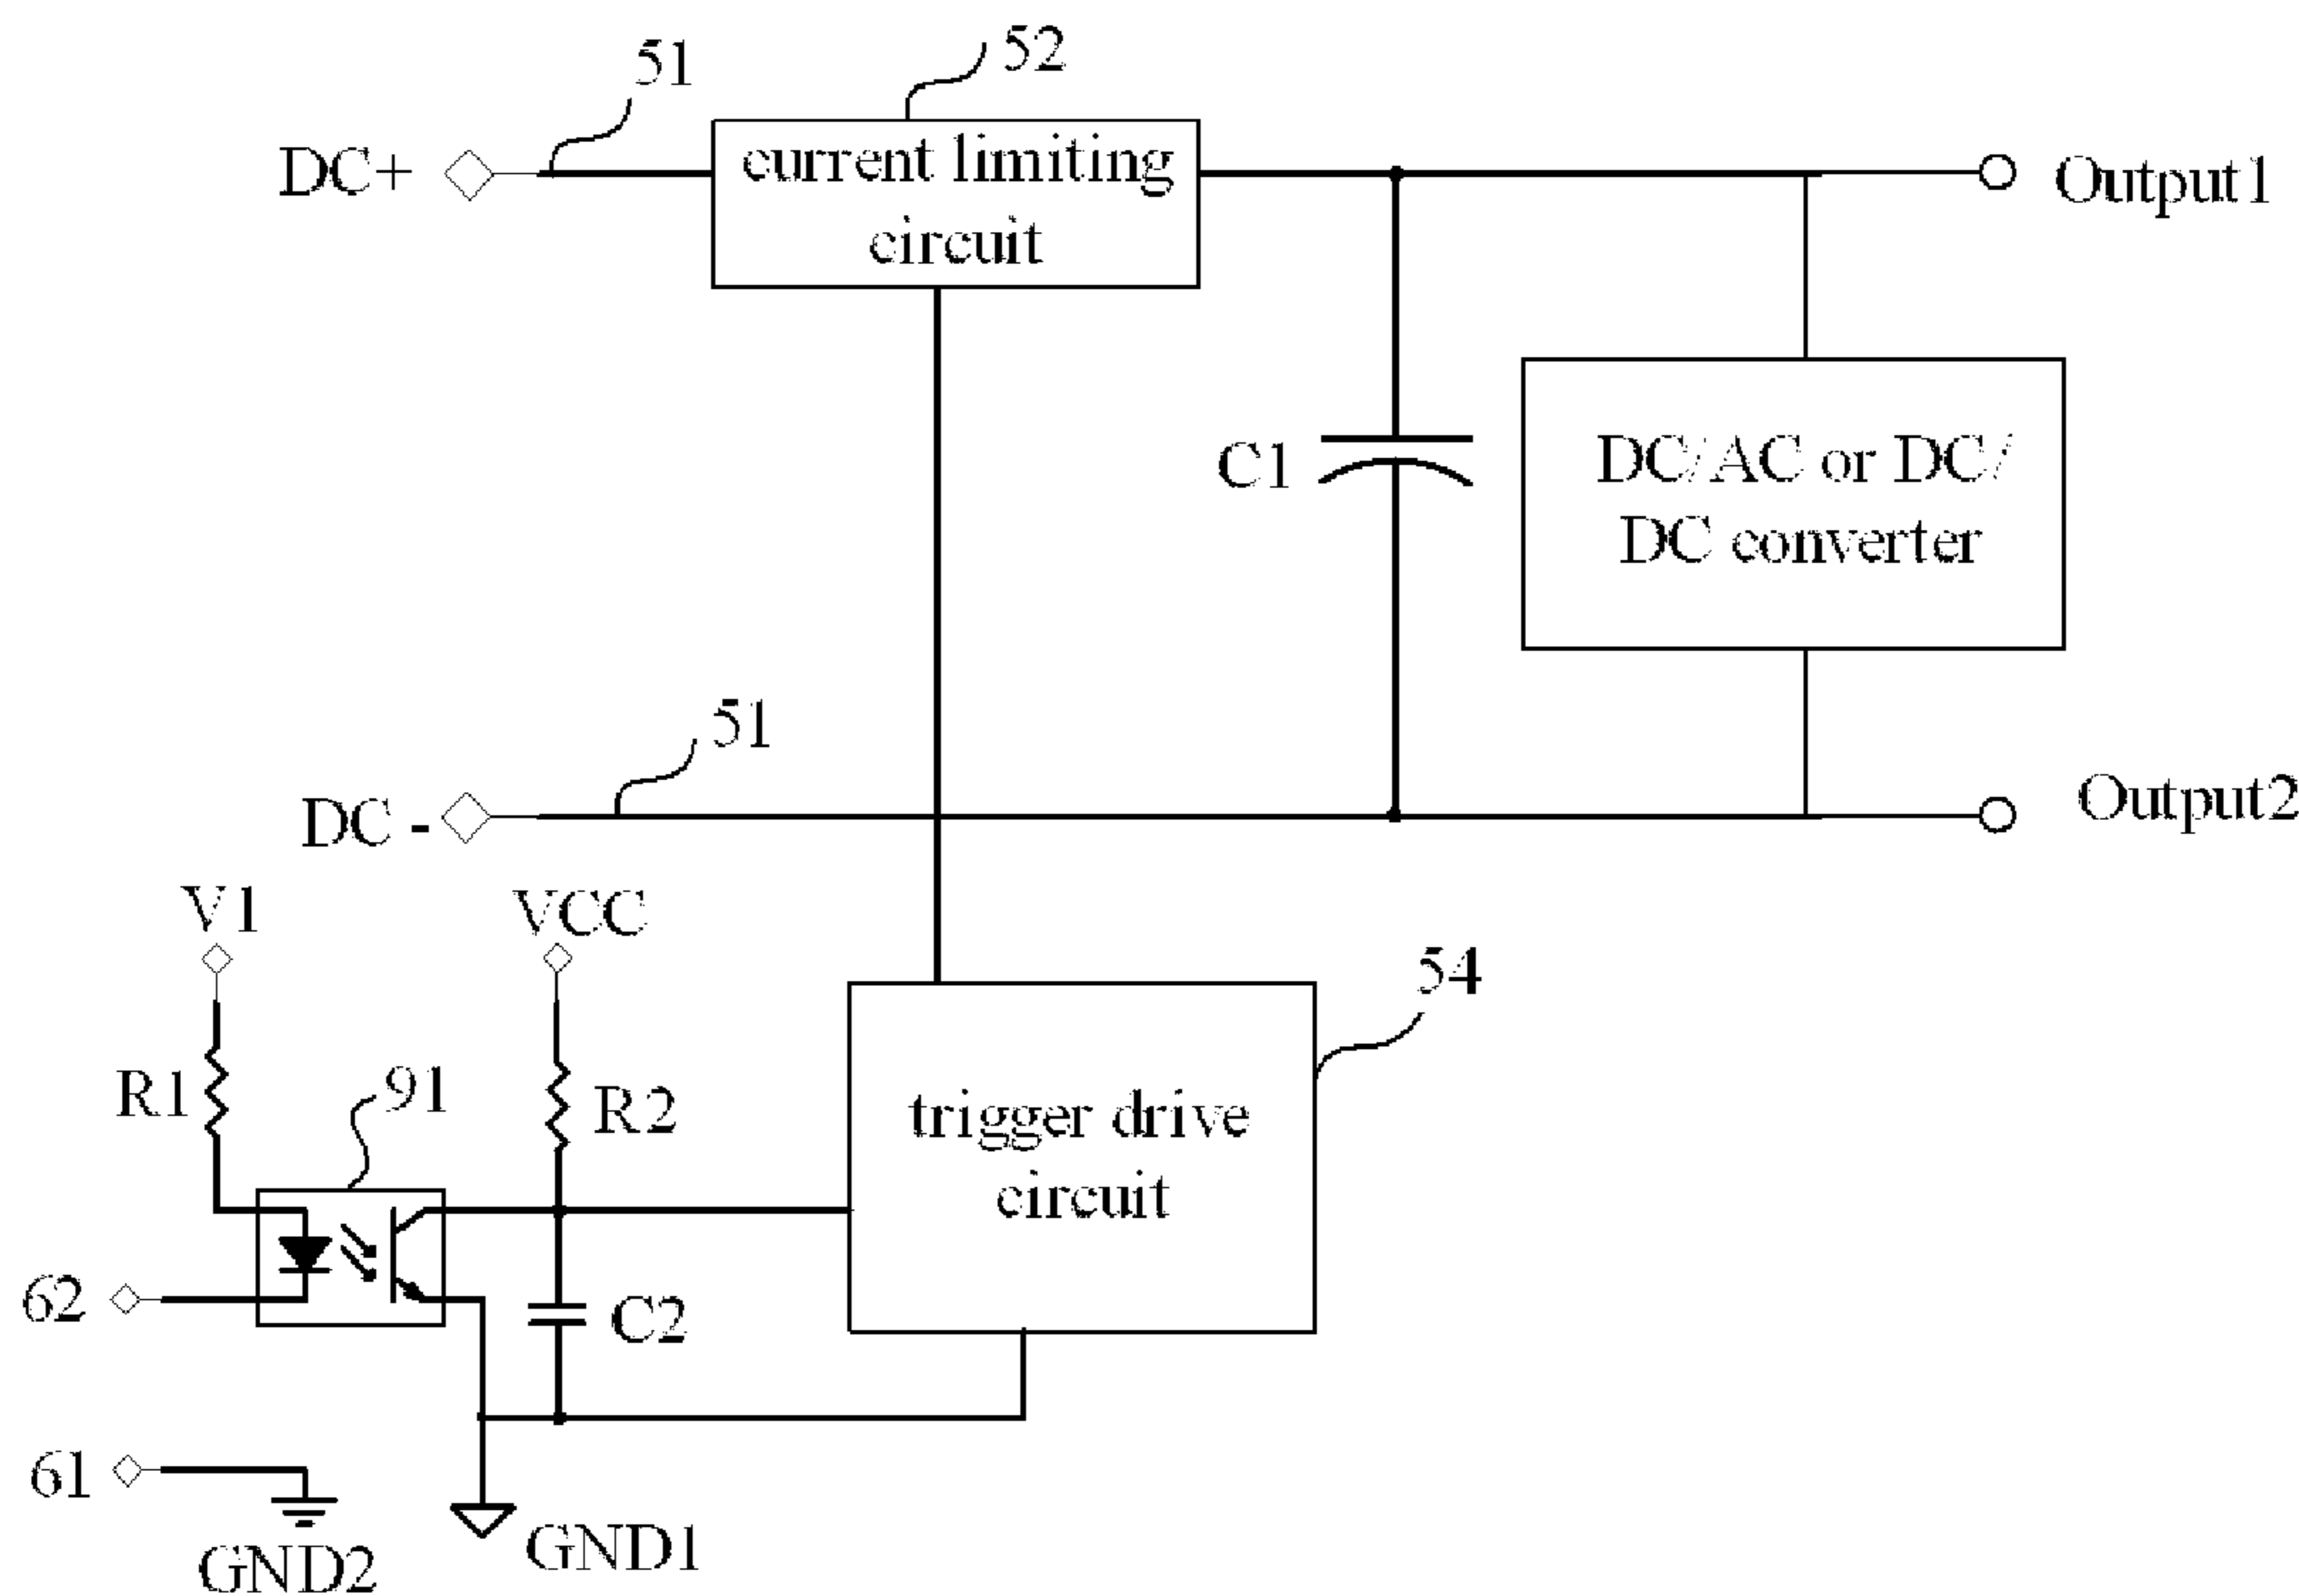 52
51
DC+
current limiting
circuit
Output1
C1
DC/AC or DC/
DC converter
51
DC -
Output2
V1
VCC
54
R1
91
R2
trigger drive
circuit
62
C2
61
GND2
GND1